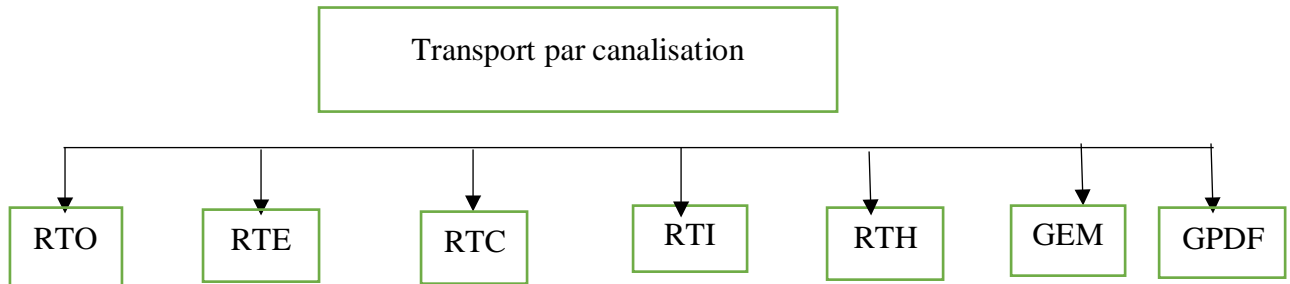 Transport par canalisation
RTO
RTE
RTC
RTI
RTH
GEM
GPDF